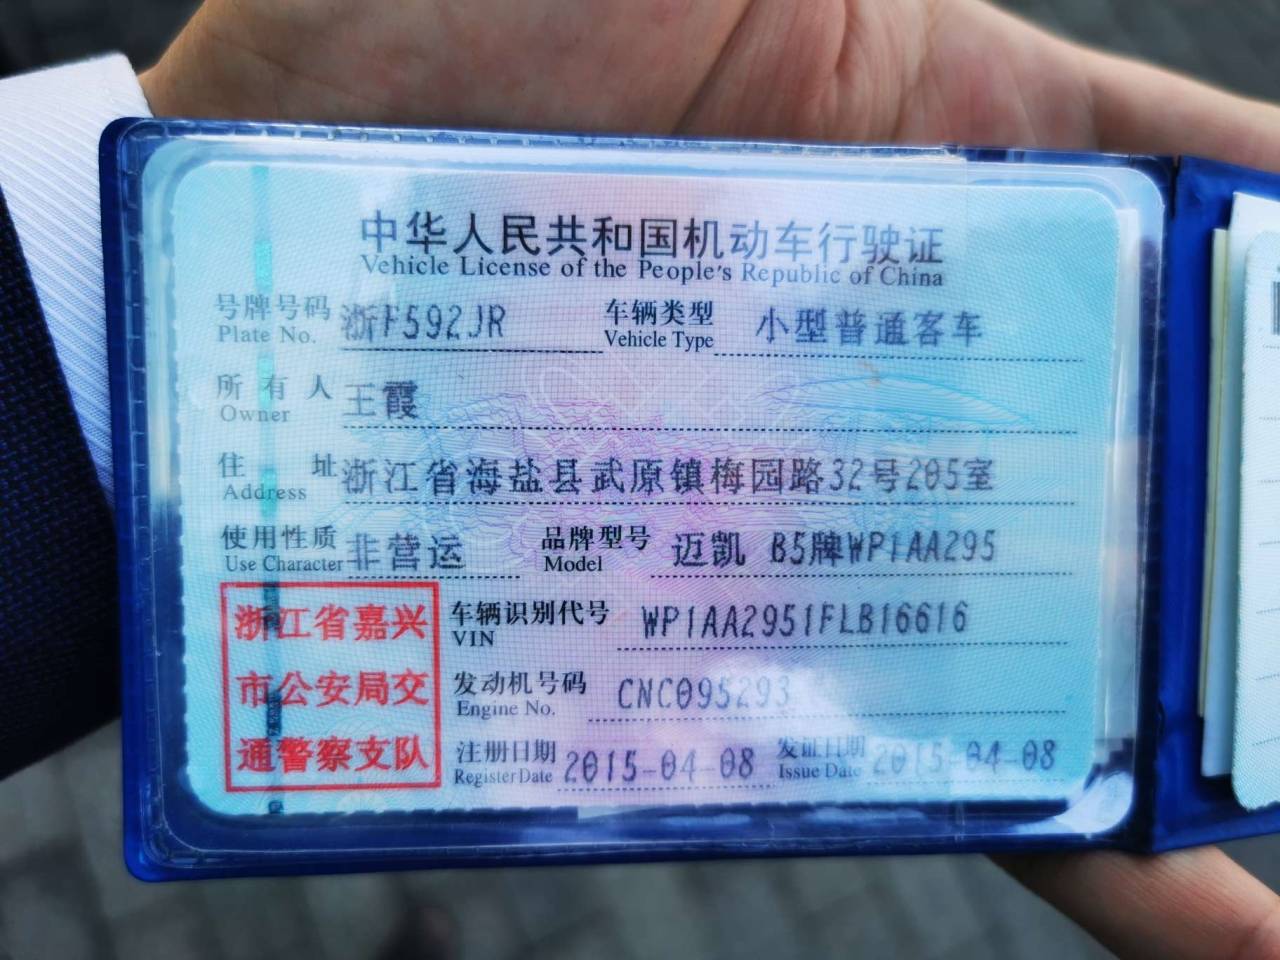 中华人民共和国机动车行驶证
Vehicle License of the People's Republic of China
号牌号码 浙F592JR 车辆类型 小型普通客车
Plate No. Vehicle Type
所有人 王霞
Owner
住址 浙江省海盐县武原镇梅园路32号205室
Address
使用性质 非营运 品牌型号 迈凯 B5牌WP1AA295
Use Character Model
浙江省嘉兴
市公安局交
通警察支队
车辆识别代号 WP1AA2951FLB16616
VIN
发动机号码 CNC095293
Engine No.
注册日期 2015-04-08 发证日期 2015-04-08
Register Date Issue Date